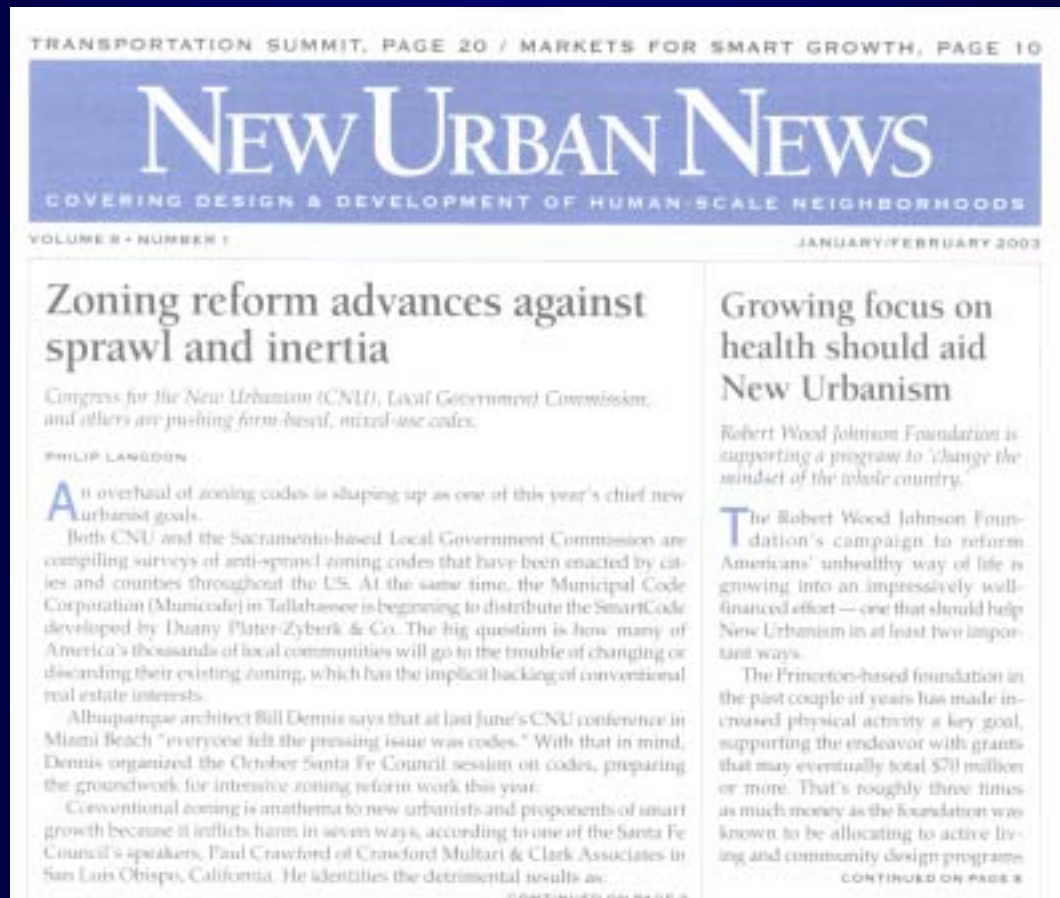 TRANSPORTATION SUMMIT, PAGE 20 / MARKETS FOR SMART GROWTH, PAGE 10
NEW URBAN NEWS
COVERING DESIGN & DEVELOPMENT OF HUMAN-SCALE NEIGHBORHOODS
VOLUME 8 • NUMBER 1
JANUARY/FEBRUARY 2003
Zoning reform advances against
sprawl and inertia
Congress for the New Urbanism (CNU), Local Government Commission,
and others are pushing form-based, mixed-use codes.
PHILIP LANGDON
An overhaul of zoning codes is shaping up as one of this year's chief new
urbanist goals.
Both CNU and the Sacramento-based Local Government Commission are
compiling surveys of anti-sprawl zoning codes that have been enacted by cit-
ies and counties throughout the US. At the same time, the Municipal Code
Corporation (Municode) in Tallahassee is beginning to distribute the SmartCode
developed by Duany Plater-Zyberk & Co. The big question is how many of
America's thousands of local communities will go to the trouble of changing or
discarding their existing zoning, which has the implicit backing of conventional
real estate interests.
Albuquerque architect Bill Dennis says that at last June's CNU conference in
Miami Beach "everyone felt the pressing issue was codes." With that in mind,
Dennis organized the October Santa Fe Council session on codes, preparing
the groundwork for intensive zoning reform work this year.
Conventional zoning is anathema to new urbanists and proponents of smart
growth because it inflicts harm in seven ways, according to one of the Santa Fe
Council's speakers, Paul Crawford of Crawford Multari & Clark Associates in
San Luis Obispo, California. He identifies the detrimental results as:
CONTINUED ON PAGE
Growing focus on
health should aid
New Urbanism
Robert Wood Johnson Foundation is
supporting a program to 'change the
mindset of the whole country.'
The Robert Wood Johnson Foun-
dation's campaign to reform
Americans' unhealthy way of life is
growing into an impressively well-
financed effort — one that should help
New Urbanism in at least two impor-
tant ways.
The Princeton-based foundation in
the past couple of years has made in-
creased physical activity a key goal,
supporting the endeavor with grants
that may eventually total $70 million
or more. That's roughly three times
as much money as the foundation was
known to be allocating to active liv-
ing and community design programs
CONTINUED ON PAGE 8